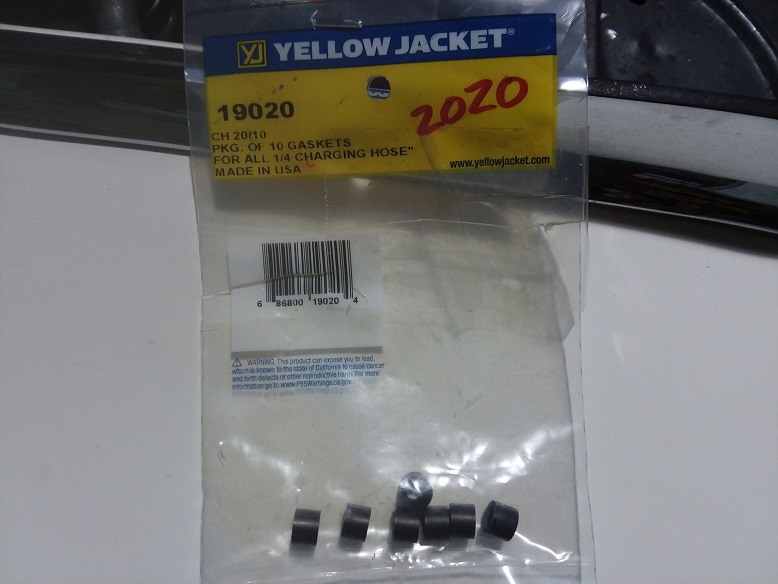 YJ YELLOW JACKET®
19020
2020
CH 20/10
PKG. OF 10 GASKETS
FOR ALL 1/4 CHARGING HOSE"
MADE IN USA
www.yellowjacket.com
6 86800 19020 4
⚠ WARNING: This product can expose you to lead,
which is known to the state of California to cause cancer
and birth defects or other reproductive harm. For more
information go to www.P65Warnings.ca.gov.